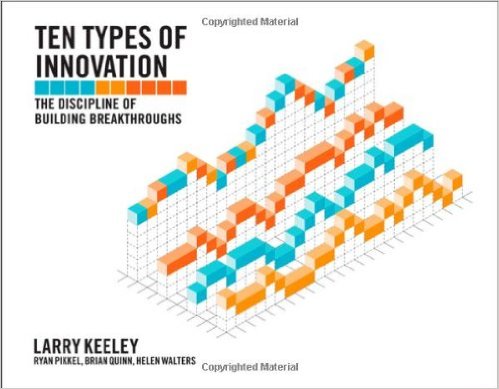 Copyrighted Material
TEN TYPES OF
INNOVATION
THE DISCIPLINE OF
BUILDING BREAKTHROUGHS
LARRY KEELEY
RYAN PIKKEL, BRIAN QUINN, HELEN WALTERS
Copyrighted Material